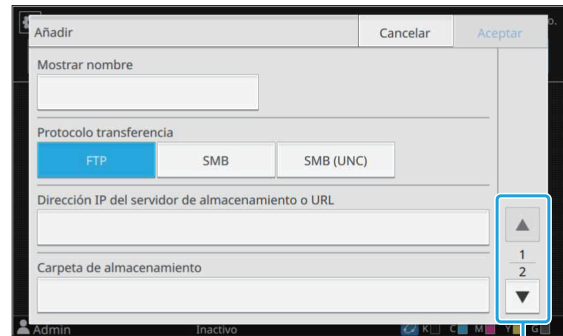 Añadir
Cancelar
Aceptar
o.
Mostrar nombre
Protocolo transferencia
FTP
SMB
SMB (UNC)
Dirección IP del servidor de almacenamiento o URL
1
2
Carpeta de almacenamiento
Admin
Inactivo
K
C
M
Y
G